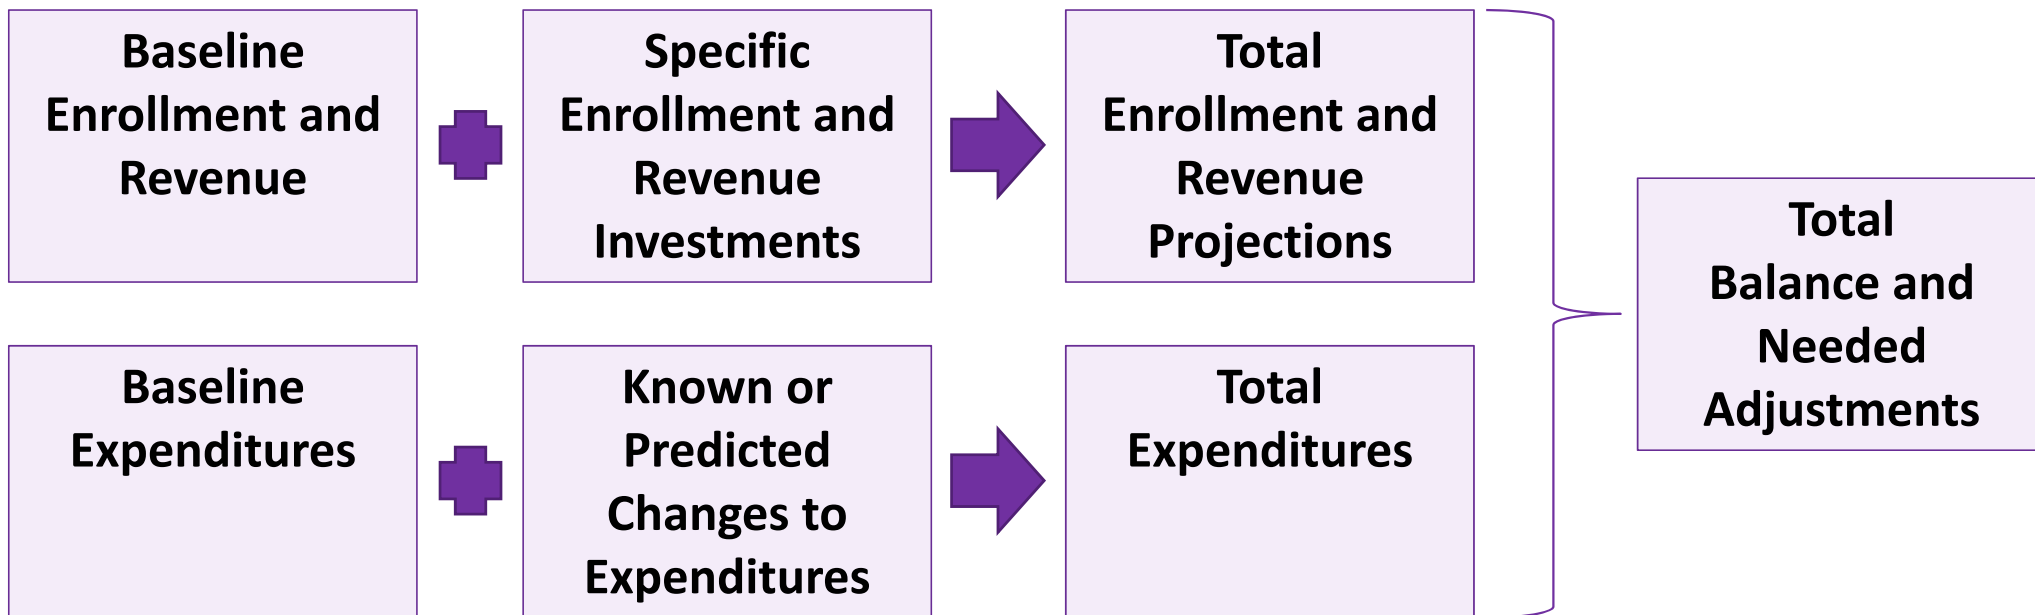 Baseline
Enrollment and
Revenue
Specific
Enrollment and
Revenue
Investments
Total
Enrollment and
Revenue
Projections
Baseline
Expenditures
Known or
Predicted
Changes to
Expenditures
Total
Expenditures
Total
Balance and
Needed
Adjustments